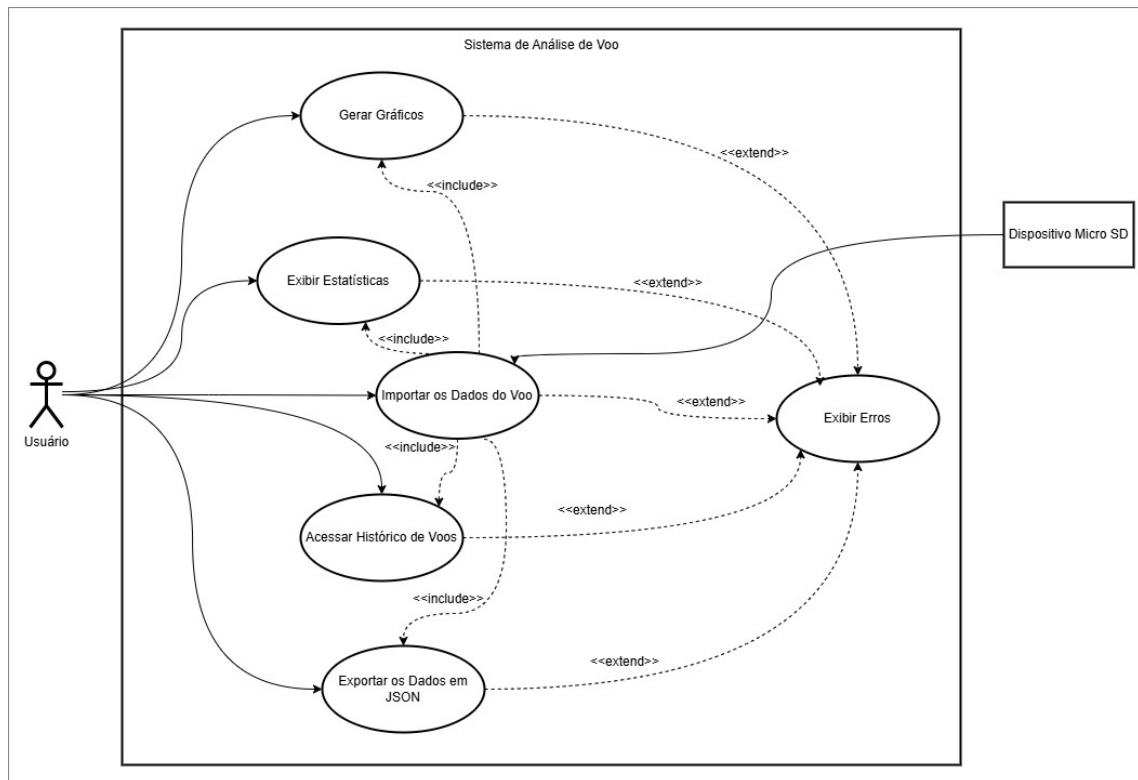 Sistema de Análise de Voo
Gerar Gráficos
<<extend>>
<<include>>
Dispositivo Micro SD
Exibir Estatísticas
<<extend>>
<<include>>
Importar os Dados do Voo
<<extend>>
Exibir Erros
Usuário
<<include>>
<<extend>>
Acessar Histórico de Voos
<<include>>
<<extend>>
Exportar os Dados em
JSON